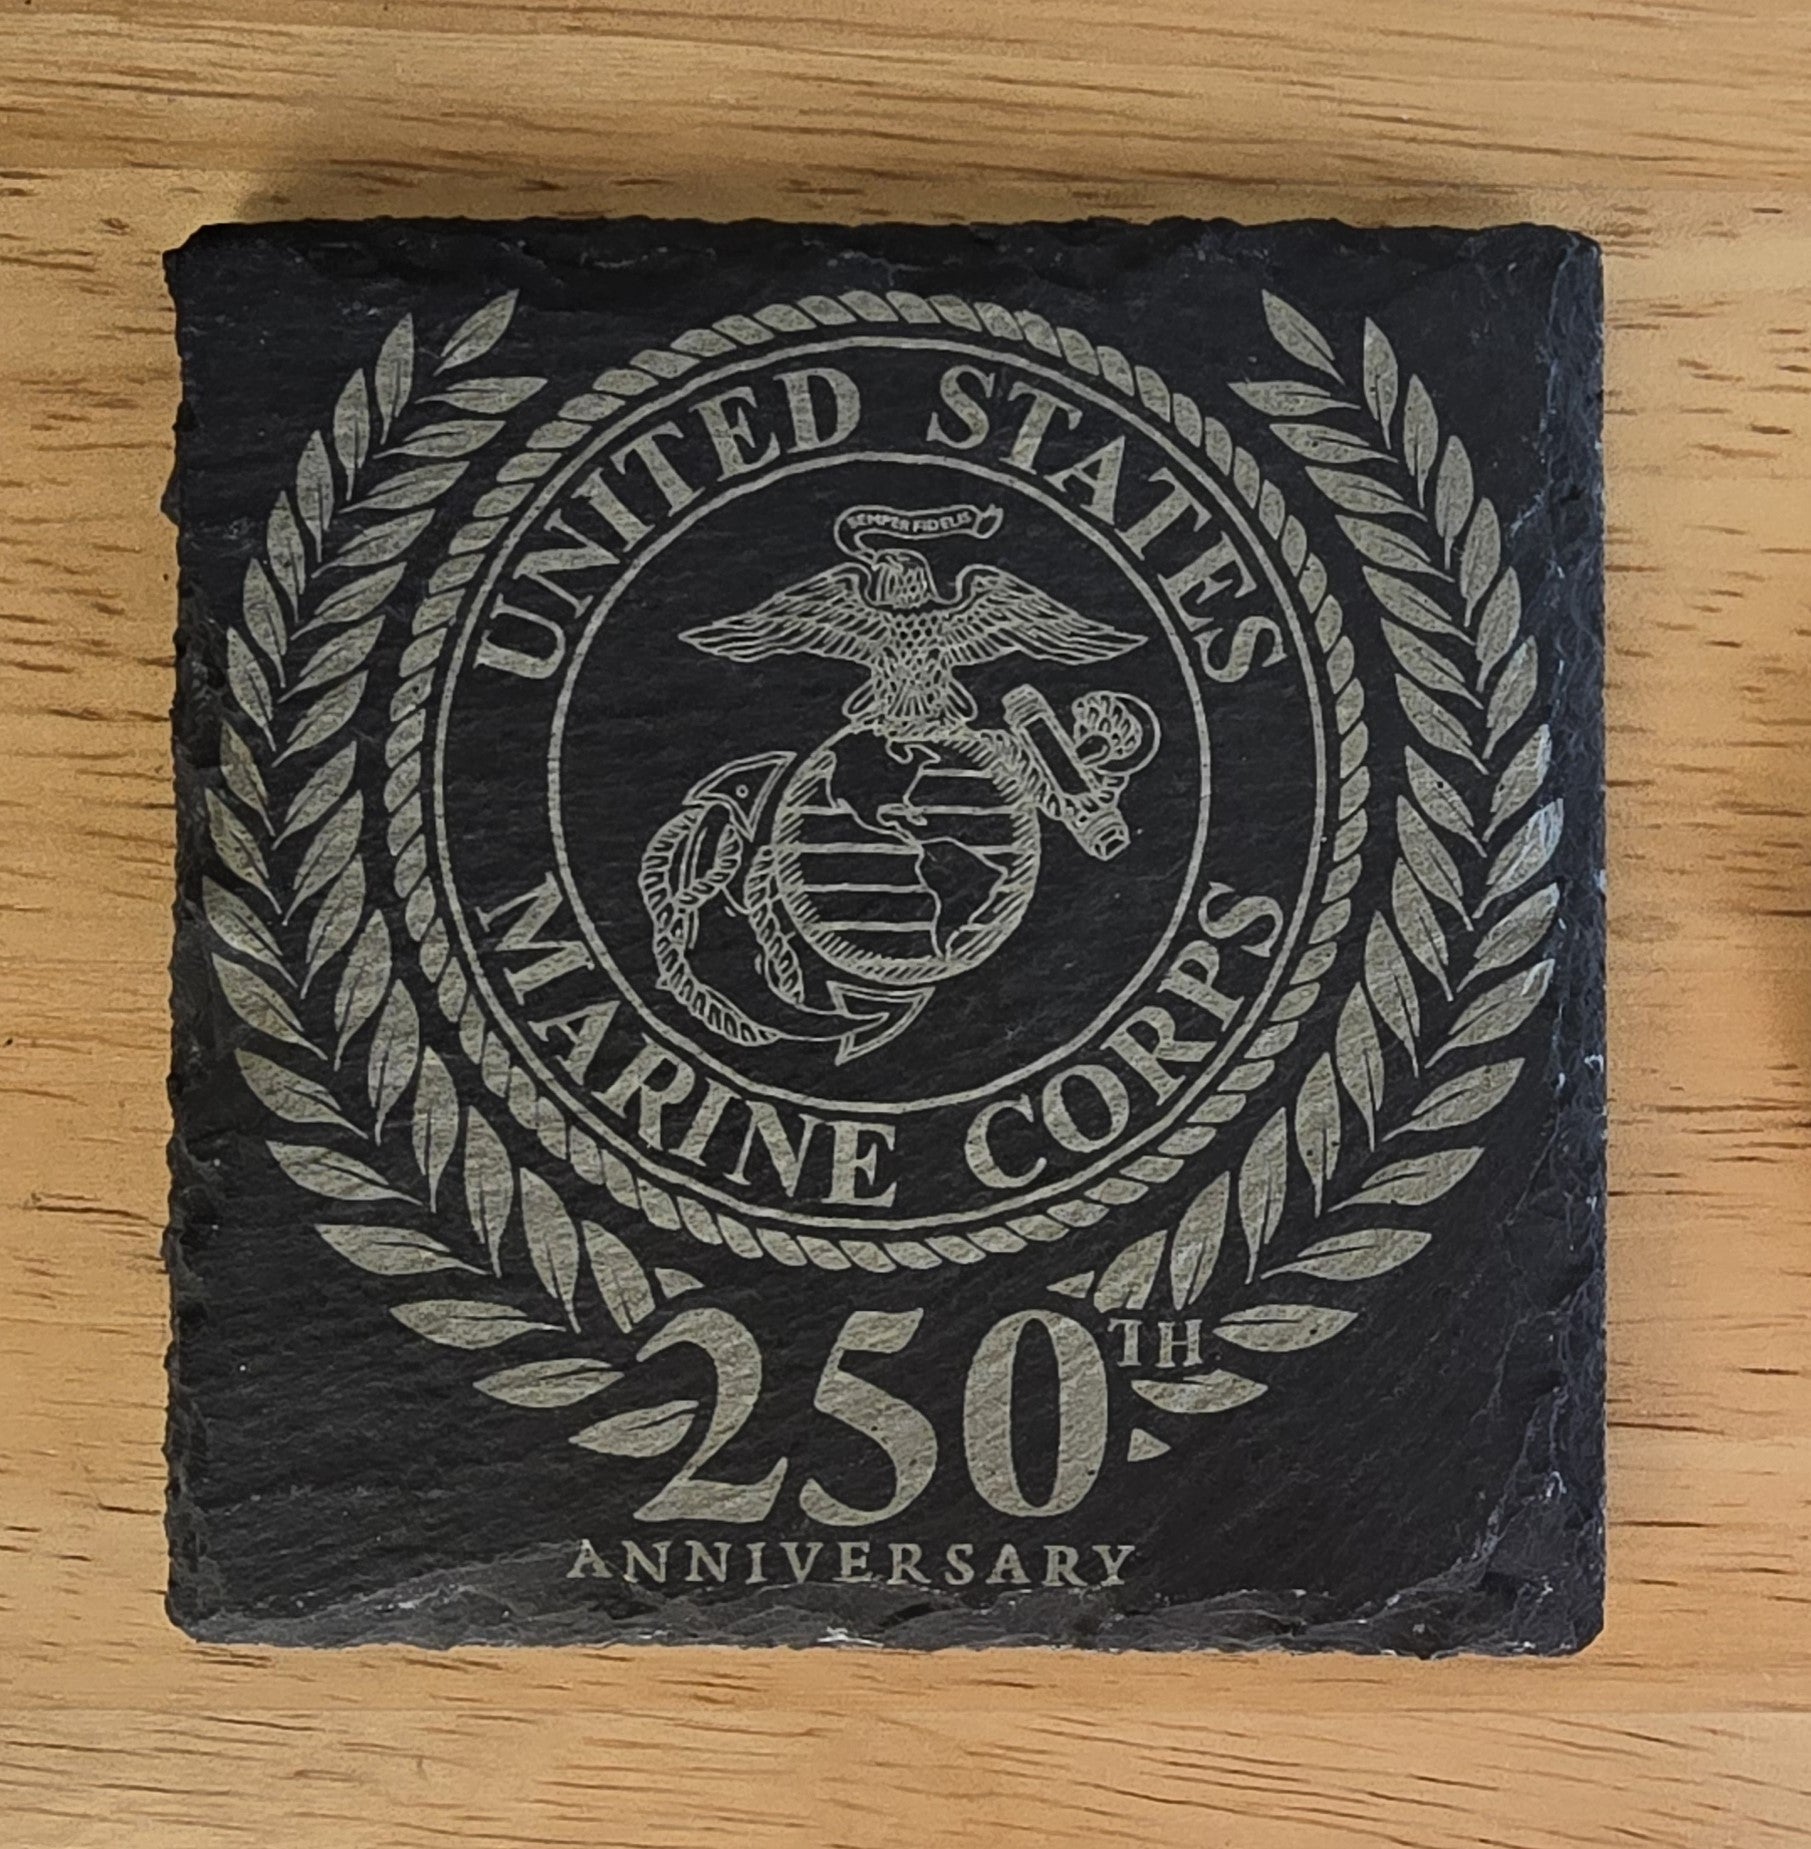 UNITED STATES
SEMPER FIDELIS
MARINE CORPS
250TH
ANNIVERSARY